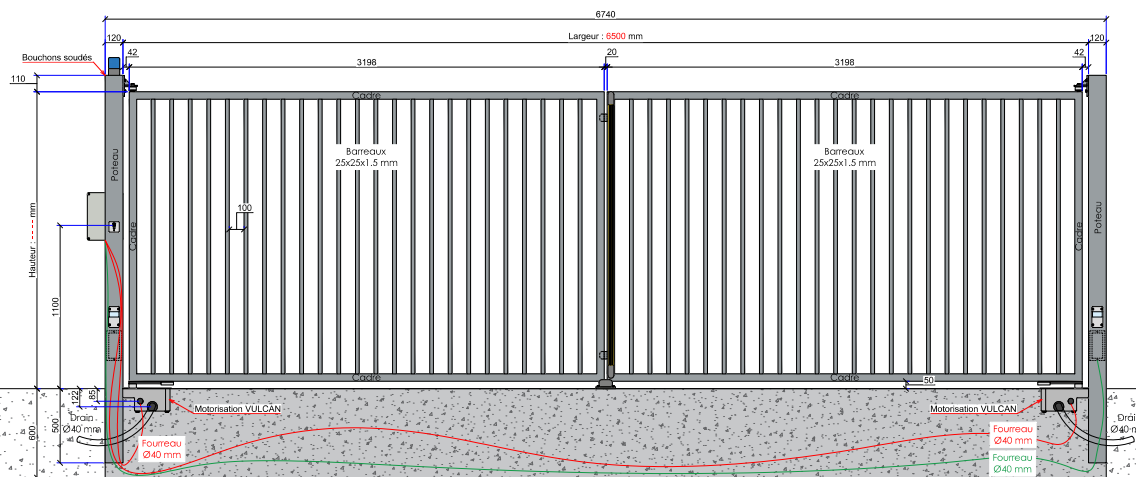 6740
120
Largeur : 6500 mm
120
Bouchons soudés
42
20
42
3198
3198
110
Cadre
Cadre
Barreaux
25x25x1.5 mm
Barreaux
25x25x1.5 mm
Poteau
Poteau
100
Cadre
Cadre
Hauteur : ---- mm
1100
Cadre
Cadre
50
122
85
Motorisation VULCAN
Motorisation VULCAN
Drain
Ø40 mm
500
600
Fourreau
Ø40 mm
Fourreau
Ø40 mm
Fourreau
Ø40 mm
Drai
Ø40 m